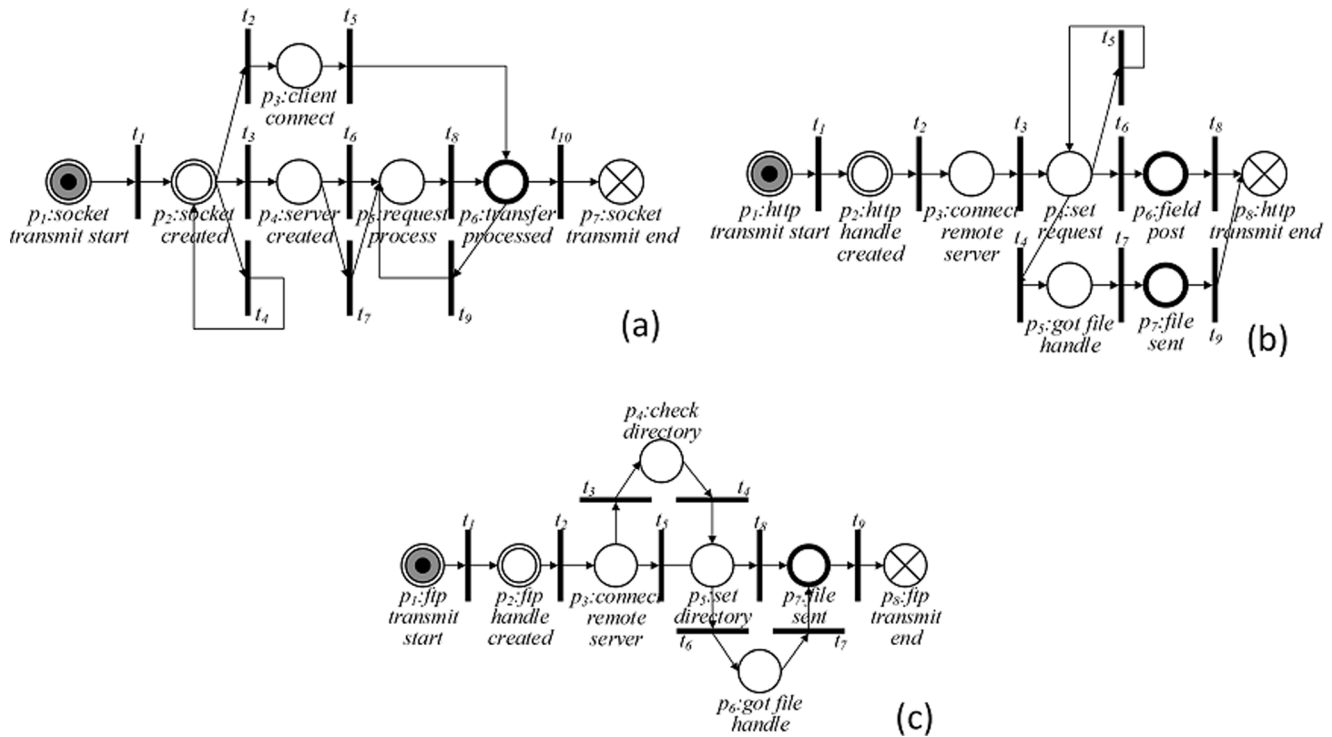 t2 t5
p3:client
connect
t1 t3 t6 t8 t10
p1:socket
transmit start
p2:socket
created
p4:server
created
p5:request
process
p6:transfer
processed
p7:socket
transmit end
t4 t7 t9
(a)
t5
t1 t2 t3 t6 t8
p1:http
transmit start
p2:http
handle
created
p3:connect
remote
server
p4:set
request
p6:field
post
p8:http
transmit end
t4 t7
p5:got file
handle
p7:file
sent
t9
(b)
p4:check
directory
t3 t4
t1 t2 t5 t8 t9
p1:ftp
transmit
start
p2:ftp
handle
created
p3:connect
remote
server
p5:set
directory
p7:file
sent
p8:ftp
transmit
end
t6 t7
p6:got file
handle
(c)